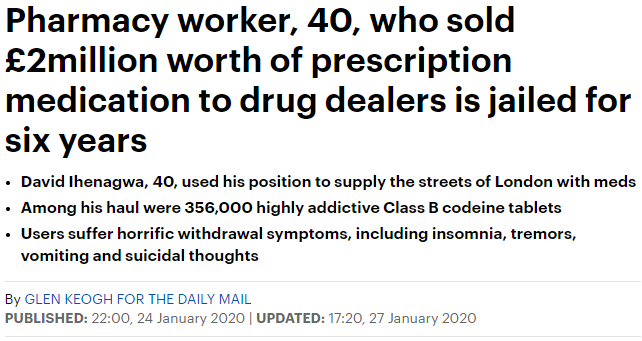 Pharmacy worker, 40, who sold
£2million worth of prescription
medication to drug dealers is jailed for
six years
• David Ihenagwa, 40, used his position to supply the streets of London with meds
• Among his haul were 356,000 highly addictive Class B codeine tablets
• Users suffer horrific withdrawal symptoms, including insomnia, tremors,
vomiting and suicidal thoughts
By GLEN KEOGH FOR THE DAILY MAIL
PUBLISHED: 22:00, 24 January 2020 | UPDATED: 17:20, 27 January 2020